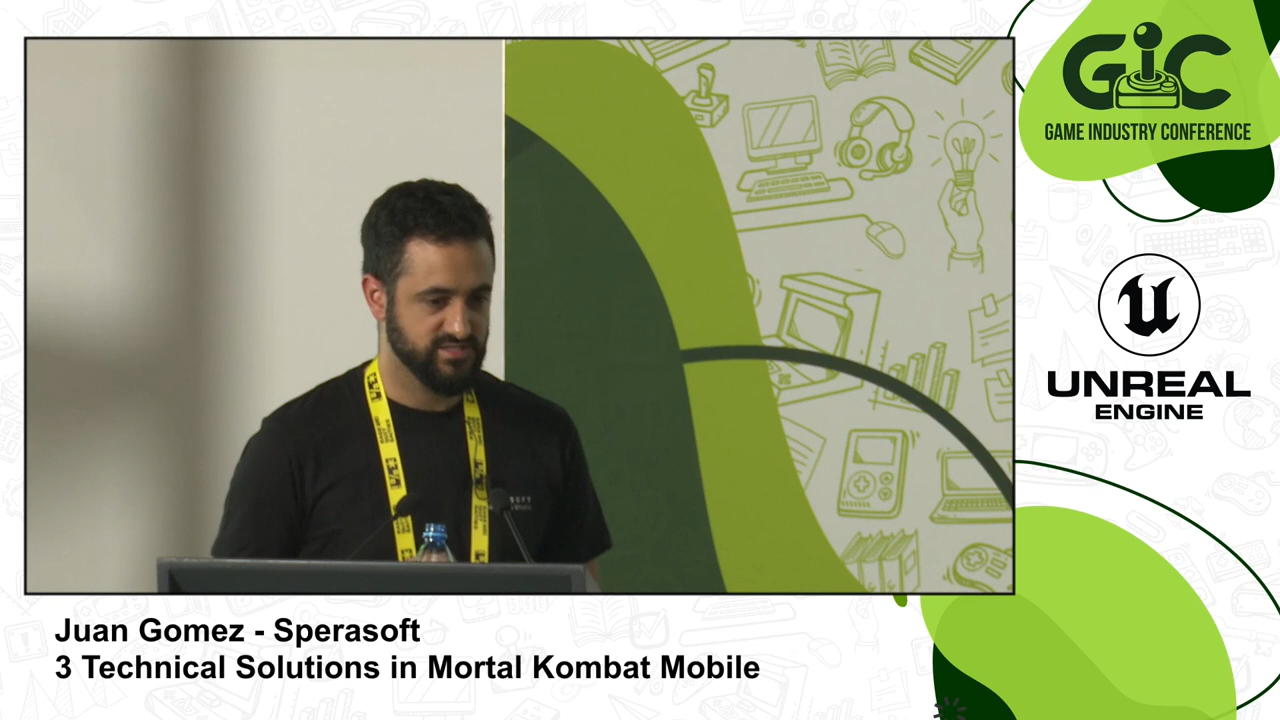 GIC
GAME INDUSTRY CONFERENCE
UNREAL
ENGINE
Juan Gomez - Sperasoft
3 Technical Solutions in Mortal Kombat Mobile